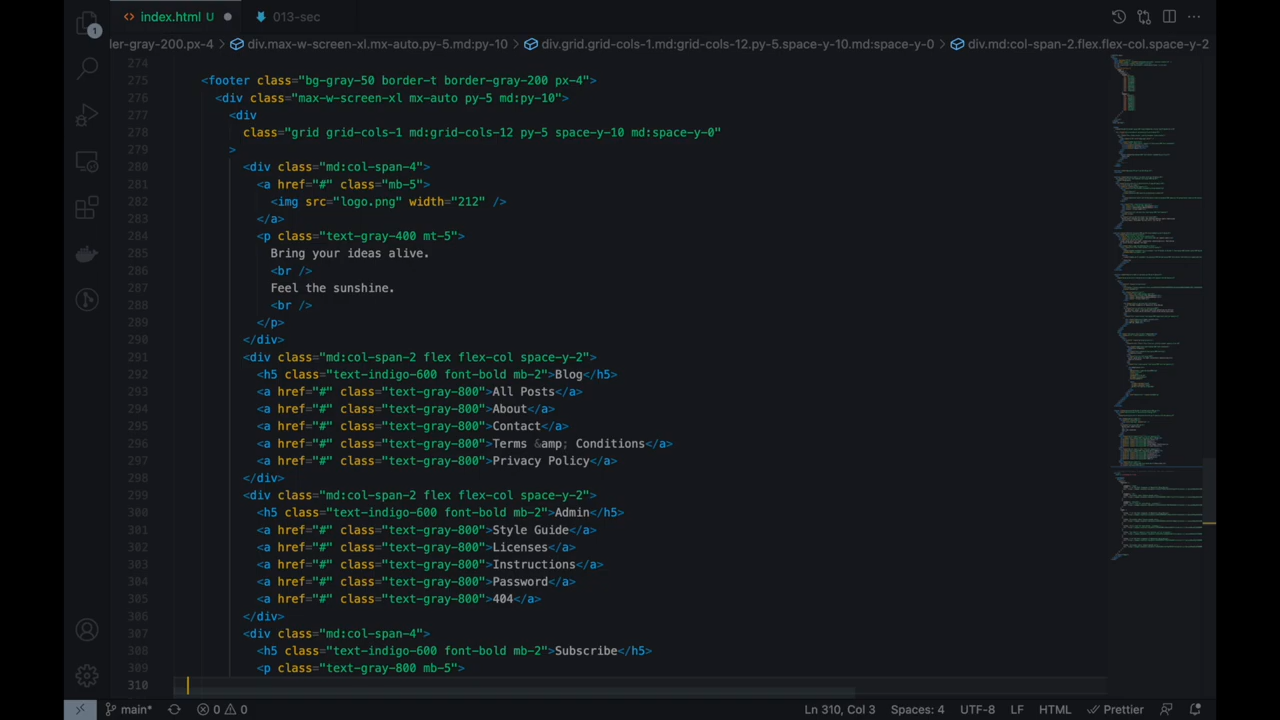 index.html U
013-sec
1
ler-gray-200.px-4 > div.max-w-screen-xl.mx-auto.py-5.md:py-10 > div.grid.grid-cols-1.md:grid-cols-12.py-5.space-y-10.md:space-y-0 > div.md:col-span-2.flex.flex-col.space-y-2
274
275 <footer class="bg-gray-50 border-t border-gray-200 px-4">
276 <div class="max-w-screen-xl mx-auto py-5 md:py-10">
277 <div
278 class="grid grid-cols-1 md:grid-cols-12 py-5 space-y-10 md:space-y-0"
279 >
280 <div class="md:col-span-4">
281 <a href="#" class="mb-5">
282 <img src="logo.png" width="212" />
283 </a>
284 <p class="text-gray-400 mt-5">
285 Bring your ideas alive.
286 <br />
287 Feel the sunshine.
288 <br />
289 </p>
290 </div>
291 <div class="md:col-span-2 flex flex-col space-y-2">
292 <h5 class="text-indigo-600 font-bold mb-2">Blog</h5>
293 <a href="#" class="text-gray-800">All Posts</a>
294 <a href="#" class="text-gray-800">About</a>
295 <a href="#" class="text-gray-800">Contact</a>
296 <a href="#" class="text-gray-800">Terms &amp; Conditions</a>
297 <a href="#" class="text-gray-800">Privacy Policy</a>
298 </div>
299 <div class="md:col-span-2 flex flex-col space-y-2">
300 <h5 class="text-indigo-600 font-bold mb-2">Admin</h5>
301 <a href="#" class="text-gray-800">Style Guide</a>
302 <a href="#" class="text-gray-800">Licenses</a>
303 <a href="#" class="text-gray-800">Instructions</a>
304 <a href="#" class="text-gray-800">Password</a>
305 <a href="#" class="text-gray-800">404</a>
306 </div>
307 <div class="md:col-span-4">
308 <h5 class="text-indigo-600 font-bold mb-2">Subscribe</h5>
309 <p class="text-gray-800 mb-5">
310
main* 0 0 Ln 310, Col 3 Spaces: 4 UTF-8 LF HTML Prettier